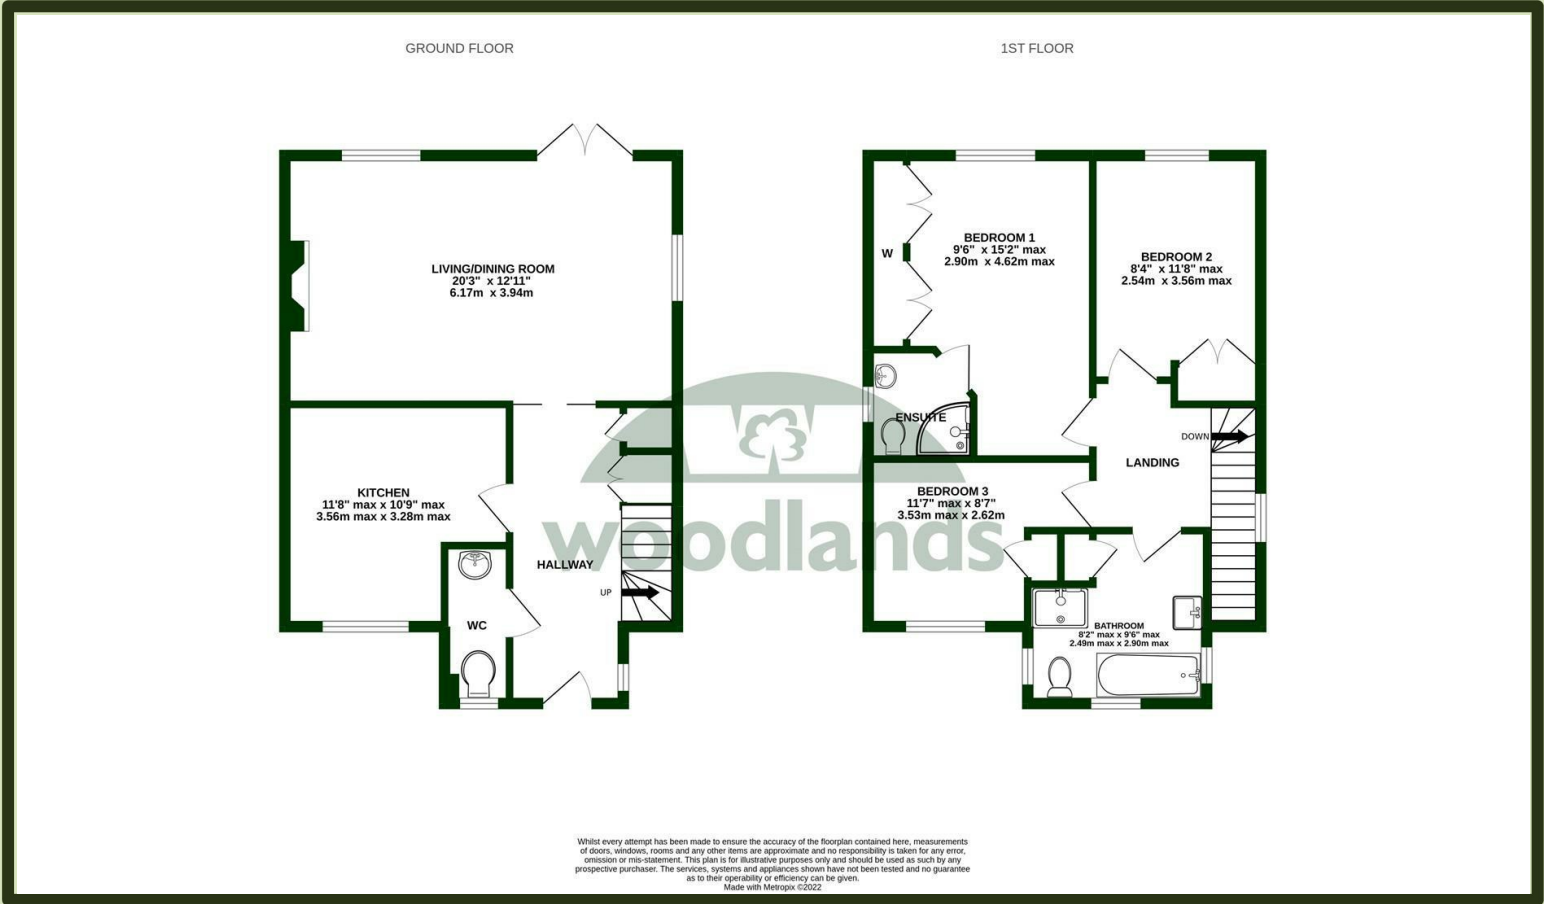 GROUND FLOOR
1ST FLOOR
LIVING/DINING ROOM
20'3" x 12'11"
6.17m x 3.94m
KITCHEN
11'8" max x 10'9" max
3.56m max x 3.28m max
HALLWAY
UP
WC
BEDROOM 1
9'6" x 15'2" max
2.90m x 4.62m max
W
BEDROOM 2
8'4" x 11'8" max
2.54m x 3.56m max
ENSUITE
DOWN
LANDING
BEDROOM 3
11'7" max x 8'7"
3.53m max x 2.62m
BATHROOM
8'2" max x 9'6" max
2.49m max x 2.90m max
woodlands
Whilst every attempt has been made to ensure the accuracy of the floorplan contained here, measurements
of doors, windows, rooms and any other items are approximate and no responsibility is taken for any error,
omission or mis-statement. This plan is for illustrative purposes only and should be used as such by any
prospective purchaser. The services, systems and appliances shown have not been tested and no guarantee
as to their operability or efficiency can be given.
Made with Metropix ©2022